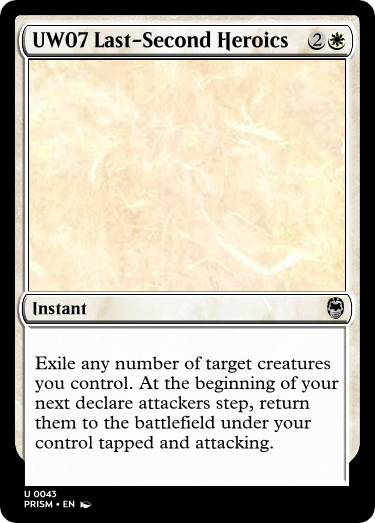 UW07 Last-Second Heroics 2
Instant
Exile any number of target creatures
you control. At the beginning of your
next declare attackers step, return
them to the battlefield under your
control tapped and attacking.
U 0043
PRISM • EN